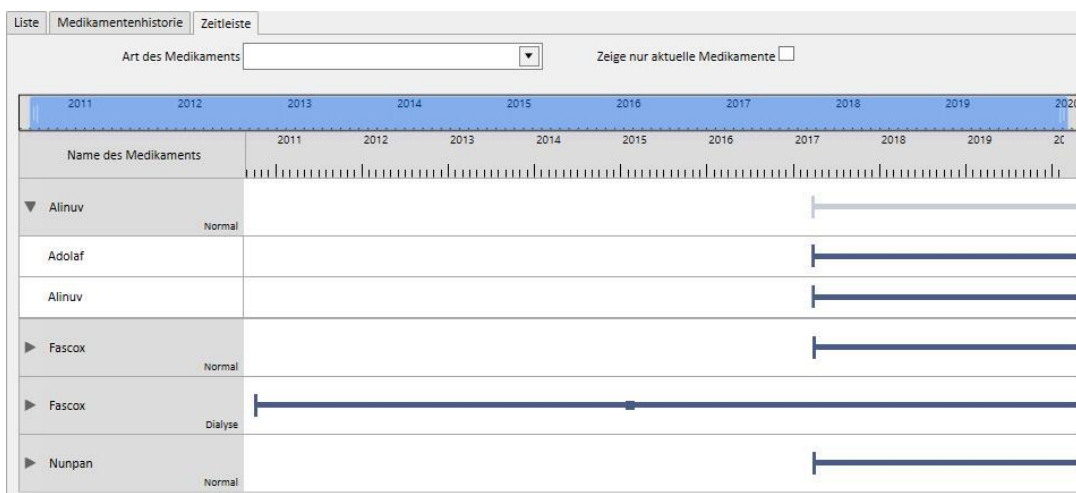 Liste Medikamentenhistorie Zeitleiste
Art des Medikaments Zeige nur aktuelle Medikamente
2011 2012 2013 2014 2015 2016 2017 2018 2019 2020
Name des Medikaments 2011 2012 2013 2014 2015 2016 2017 2018 2019 20
Alinuv
Normal
Adolaf
Alinuv
Fascox
Normal
Fascox
Dialyse
Nunpan
Normal